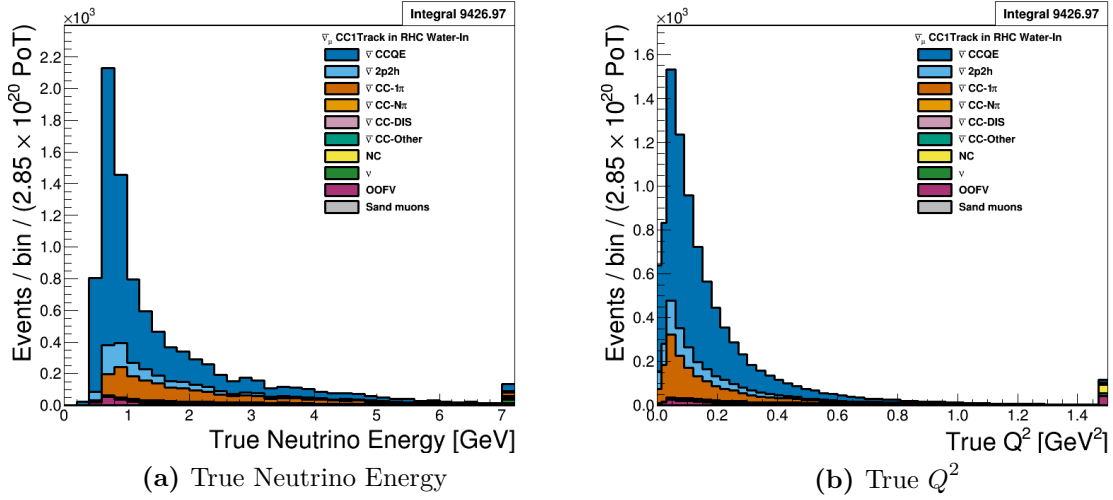 ×10³
Integral 9426.97
Events / bin / (2.85 × 10²⁰ PoT)
2.2
2.0
1.8
1.6
1.4
1.2
1.0
0.8
0.6
0.4
0.2
0.0
ν̅μ CC1Track in RHC Water-In
ν̅ CCQE
ν̅ 2p2h
ν̅ CC-1π
ν̅ CC-Nπ
ν̅ CC-DIS
ν̅ CC-Other
NC
ν
OOFV
Sand muons
0 1 2 3 4 5 6 7
True Neutrino Energy [GeV]
(a) True Neutrino Energy
×10³
Integral 9426.97
Events / bin / (2.85 × 10²⁰ PoT)
1.6
1.4
1.2
1.0
0.8
0.6
0.4
0.2
0.0
ν̅μ CC1Track in RHC Water-In
ν̅ CCQE
ν̅ 2p2h
ν̅ CC-1π
ν̅ CC-Nπ
ν̅ CC-DIS
ν̅ CC-Other
NC
ν
OOFV
Sand muons
0.0 0.2 0.4 0.6 0.8 1.0 1.2 1.4
True Q² [GeV²]
(b) True Q²